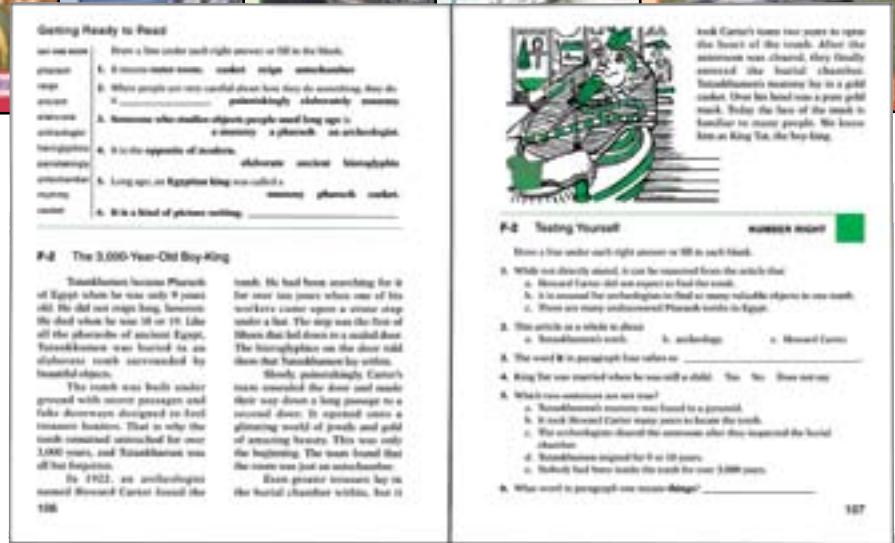 Getting Ready to Read
Draw a line under each right answer or fill in the blank.
pharaoh
reign
ancient
elaborate
archeologist
hieroglyphics
painstakingly
antechamber
mummy
casket
1. It means outer room. casket reign antechamber
2. When people are very careful about how they do something, they do
it painstakingly elaborately mummy
3. Someone who studies objects people used long ago is
a mummy a pharaoh an archeologist.
4. It is the opposite of modern.
elaborate ancient hieroglyphic
5. Long ago, an Egyptian king was called a
mummy pharaoh casket.
6. It is a kind of picture writing.
F-2 The 3,000-Year-Old Boy-King
Tutankhamen became Pharaoh
of Egypt when he was only 9 years
old. He did not reign long, however.
He died when he was 18 or 19. Like
all the pharaohs of ancient Egypt,
Tutankhamen was buried in an
elaborate tomb surrounded by
beautiful objects.
The tomb was built under
ground with secret passages and
fake doorways designed to fool
treasure hunters. That is why the
tomb remained untouched for over
3,000 years, and Tutankhamen was
all but forgotten.
In 1922, an archeologist
named Howard Carter found the
tomb. He had been searching for it
for over ten years when one of his
workers came upon a stone step
under a hut. The step was the first of
fifteen that led down to a sealed door.
The hieroglyphics on the door told
them that Tutankhamen lay within.
Slowly, painstakingly, Carter's
team unsealed the door and made
their way down a long passage to a
second door. It opened onto a
glittering world of jewels and gold
of amazing beauty. This was only
the beginning. The team found that
the room was just an antechamber.
Even greater treasure lay in
the burial chamber within, but it
106
took Carter's team two years to open
the heart of the tomb. After the
anteroom was cleared, they finally
entered the burial chamber.
Tutankhamen's mummy lay in a gold
casket. Over his head was a pure gold
mask. Today the face of the mask is
familiar to many people. We know
him as King Tut, the boy-king.
F-2 Testing Yourself NUMBER RIGHT
Draw a line under each right answer or fill in each blank.
1. While not directly stated, it can be reasoned from the article that
a. Howard Carter did not expect to find the tomb.
b. it is unusual for archeologists to find so many valuable objects in one tomb.
c. There are many undiscovered Pharaoh tombs in Egypt.
2. This article as a whole is about
a. Tutankhamen's tomb. b. archeology. c. Howard Carter.
3. The word it in paragraph four refers to
4. King Tut was married when he was still a child. Yes No Does not say
5. Which two sentences are not true?
a. Tutankhamen's mummy was found in a pyramid.
b. It took Howard Carter many years to locate the tomb.
c. The archeologists cleared the anteroom after they inspected the burial
chamber.
d. Tutankhamen reigned for 9 or 10 years.
e. Nobody had been inside the tomb for over 3,000 years.
6. What word in paragraph one means things?
107